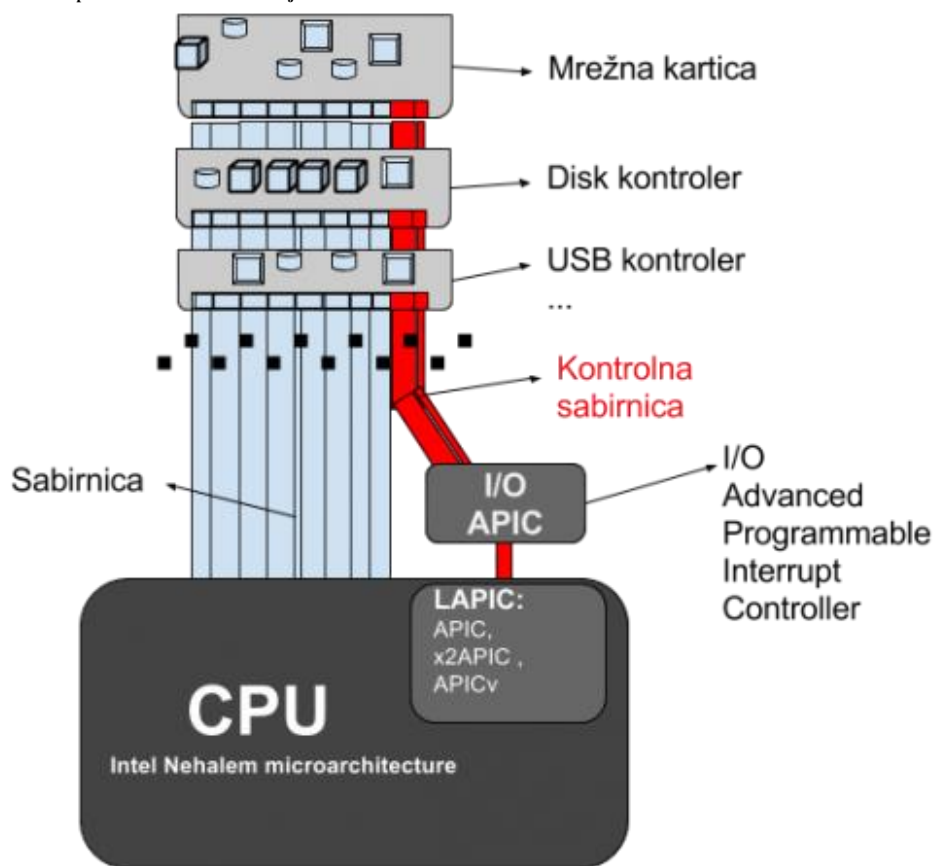 Mrežna kartica
Disk kontroler
USB kontroler
...
Kontrolna
sabirnica
Sabirnica
I/O
APIC
I/O
Advanced
Programmable
Interrupt
Controller
LAPIC:
APIC,
x2APIC ,
APICv
CPU
Intel Nehalem microarchitecture